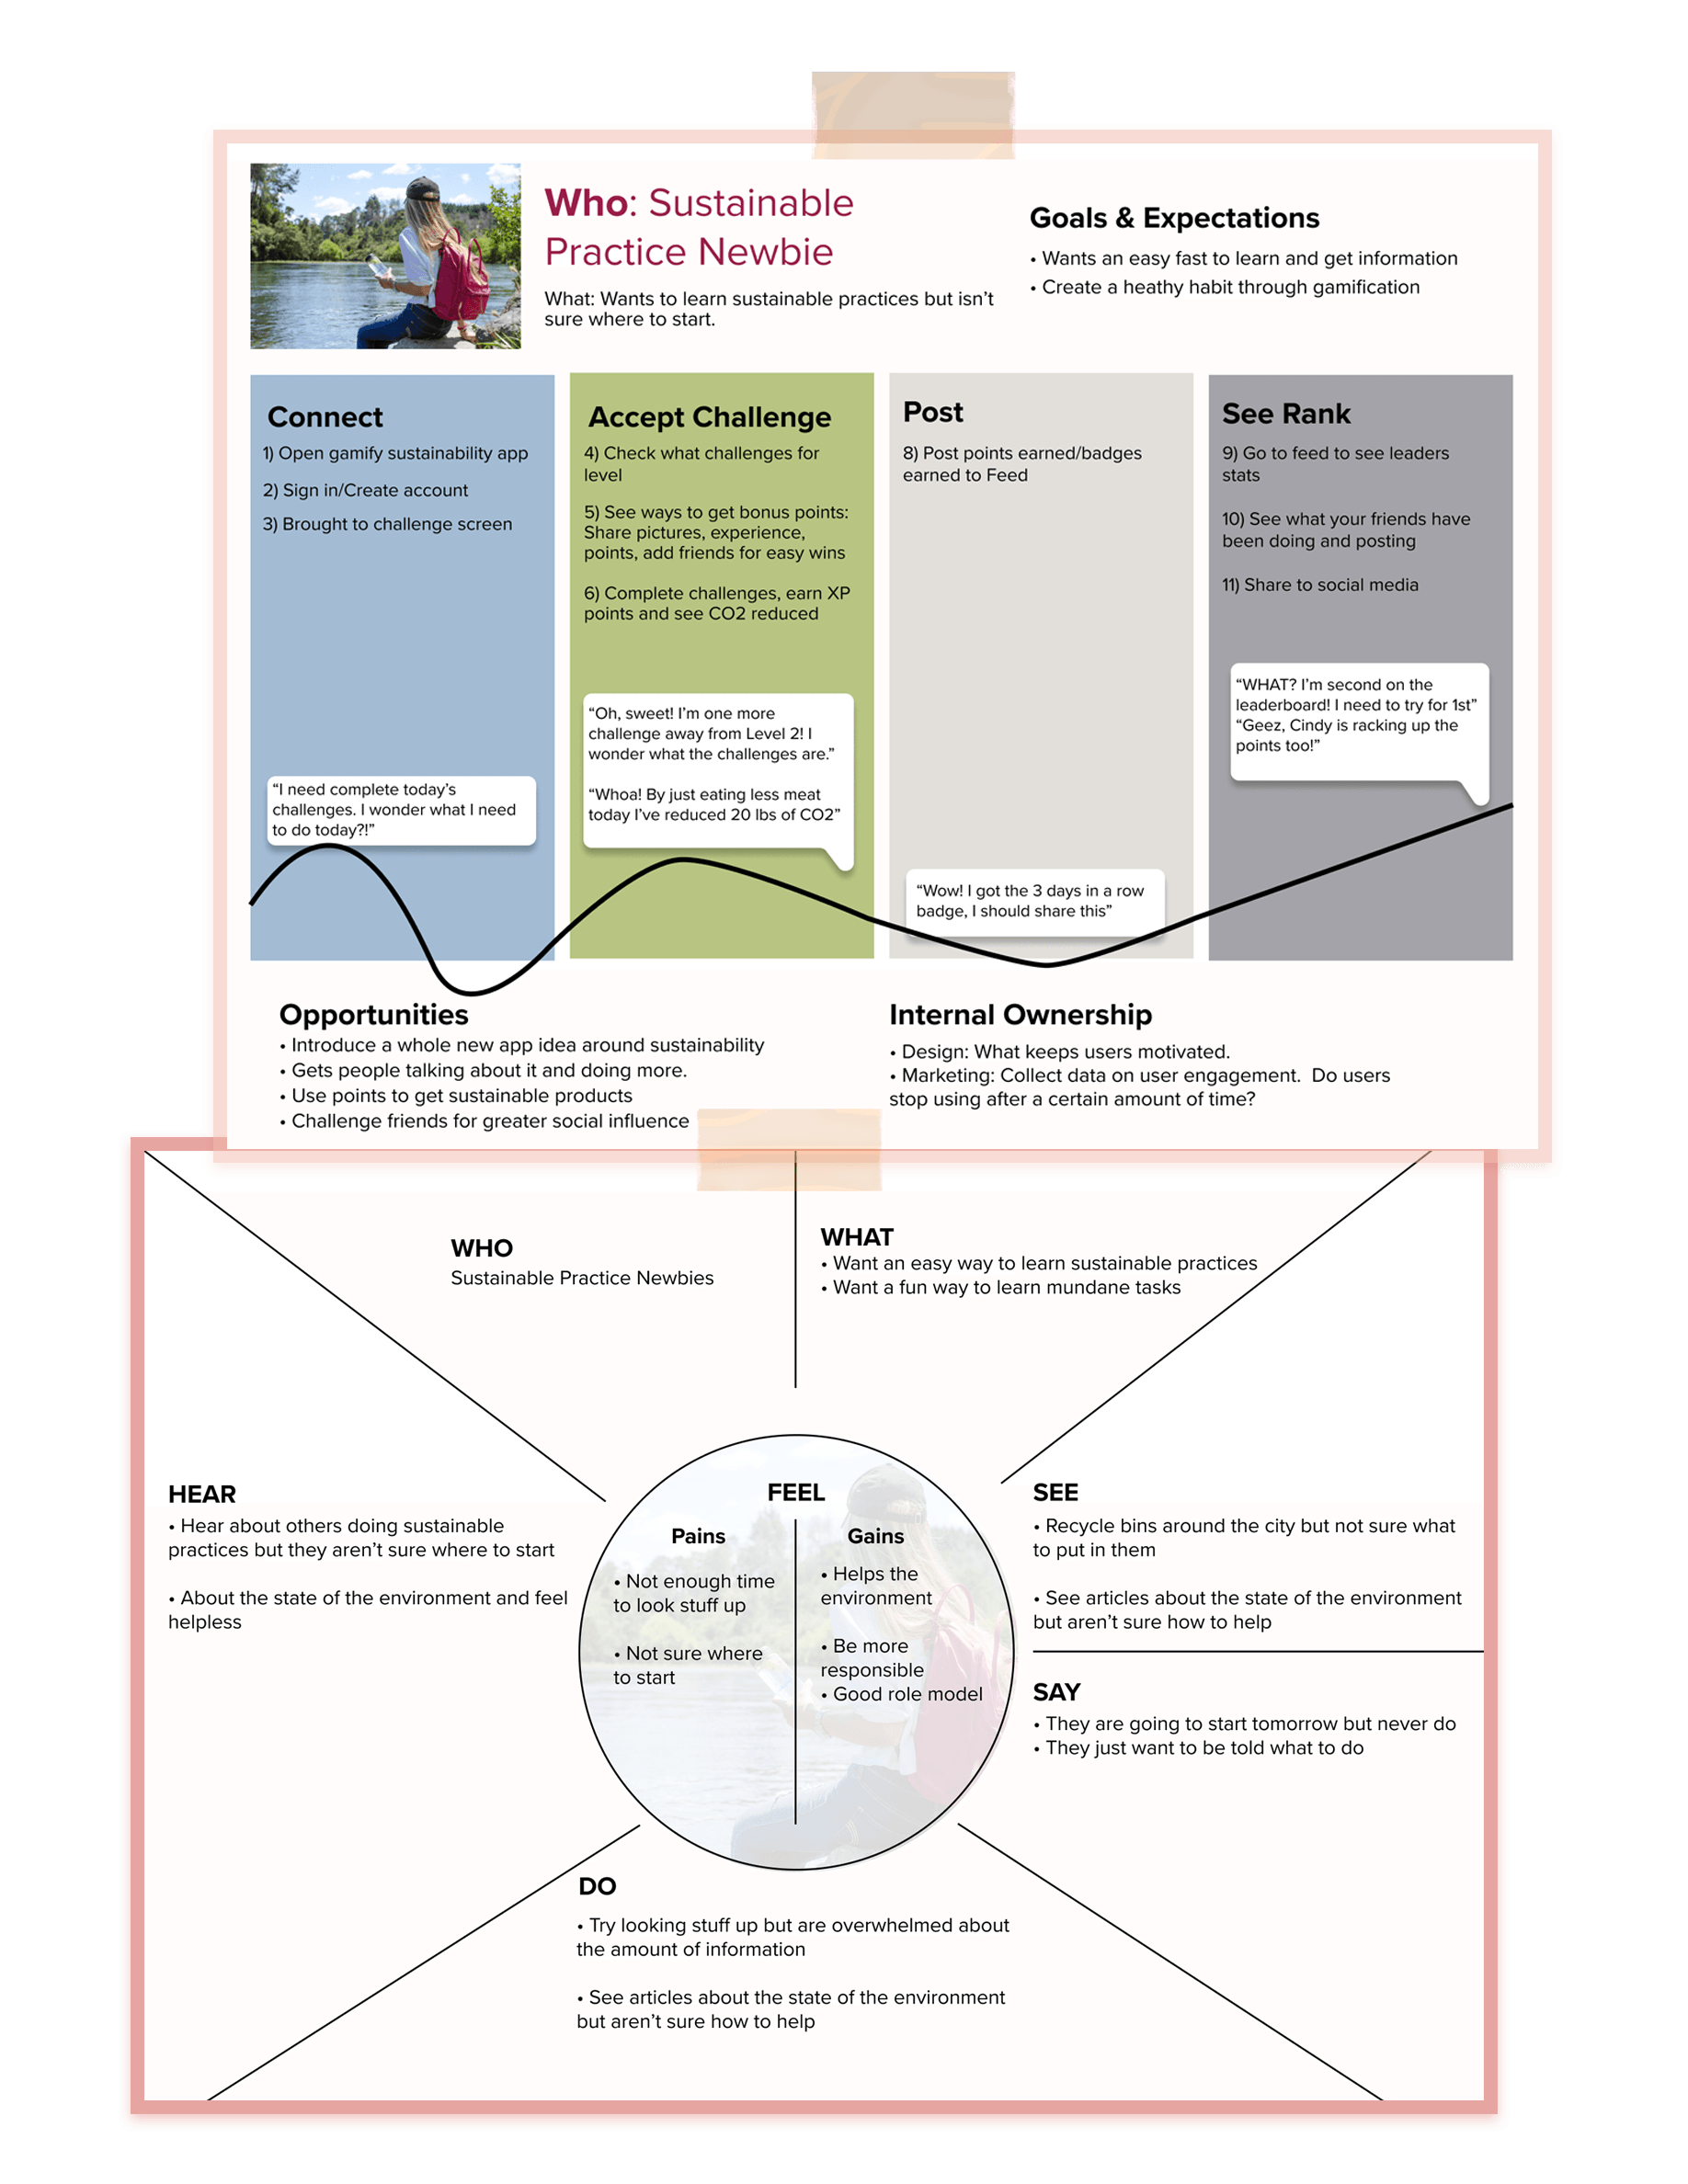 Who: Sustainable
Practice Newbie
What: Wants to learn sustainable practices but isn't
sure where to start.
Goals & Expectations
• Wants an easy fast to learn and get information
• Create a heathy habit through gamification
Connect
1) Open gamify sustainability app
2) Sign in/Create account
3) Brought to challenge screen
“I need complete today’s
challenges. I wonder what I need
to do today?!”
Accept Challenge
4) Check what challenges for
level
5) See ways to get bonus points:
Share pictures, experience,
points, add friends for easy wins
6) Complete challenges, earn XP
points and see CO2 reduced
“Oh, sweet! I’m one more
challenge away from Level 2! I
wonder what the challenges are.”
“Whoa! By just eating less meat
today I’ve reduced 20 lbs of CO2”
Post
8) Post points earned/badges
earned to Feed
“Wow! I got the 3 days in a row
badge, I should share this”
See Rank
9) Go to feed to see leaders
stats
10) See what your friends have
been doing and posting
11) Share to social media
“WHAT? I’m second on the
leaderboard! I need to try for 1st”
“Geez, Cindy is racking up the
points too!”
Opportunities
• Introduce a whole new app idea around sustainability
• Gets people talking about it and doing more.
• Use points to get sustainable products
• Challenge friends for greater social influence
Internal Ownership
• Design: What keeps users motivated.
• Marketing: Collect data on user engagement.  Do users
stop using after a certain amount of time?
WHO
Sustainable Practice Newbies
WHAT
• Want an easy way to learn sustainable practices
• Want a fun way to learn mundane tasks
HEAR
• Hear about others doing sustainable
practices but they aren’t sure where to start
• About the state of the environment and feel
helpless
FEEL
Pains
• Not enough time
to look stuff up
• Not sure where
to start
Gains
• Helps the
environment
• Be more
responsible
• Good role model
SEE
• Recycle bins around the city but not sure what
to put in them
• See articles about the state of the environment
but aren’t sure how to help
SAY
• They are going to start tomorrow but never do
• They just want to be told what to do
DO
• Try looking stuff up but are overwhelmed about
the amount of information
• See articles about the state of the environment
but aren’t sure how to help